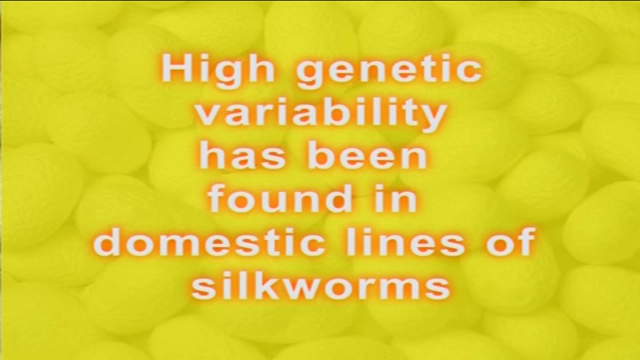 High genetic
variability
has been
found in
domestic lines of
silkworms